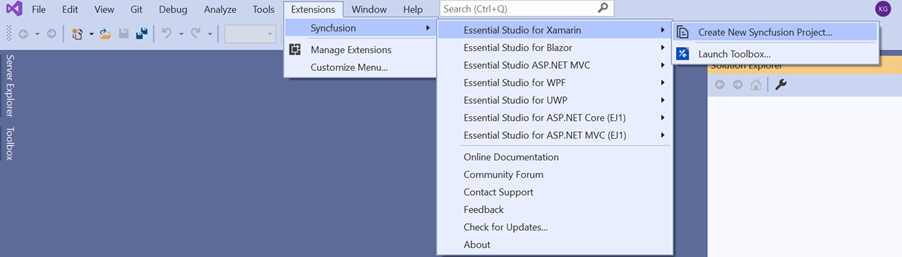 File Edit View Git Debug Analyze Tools Extensions Window Help Search (Ctrl+Q) KG
Syncfusion
Manage Extensions
Customize Menu...
Essential Studio for Xamarin
Essential Studio for Blazor
Essential Studio ASP.NET MVC
Essential Studio for WPF
Essential Studio for UWP
Essential Studio for ASP.NET Core (EJ1)
Essential Studio for ASP.NET MVC (EJ1)
Online Documentation
Community Forum
Contact Support
Feedback
Check for Updates...
About
Create New Syncfusion Project...
Launch Toolbox...
Solution Explorer
Server Explorer
Toolbox